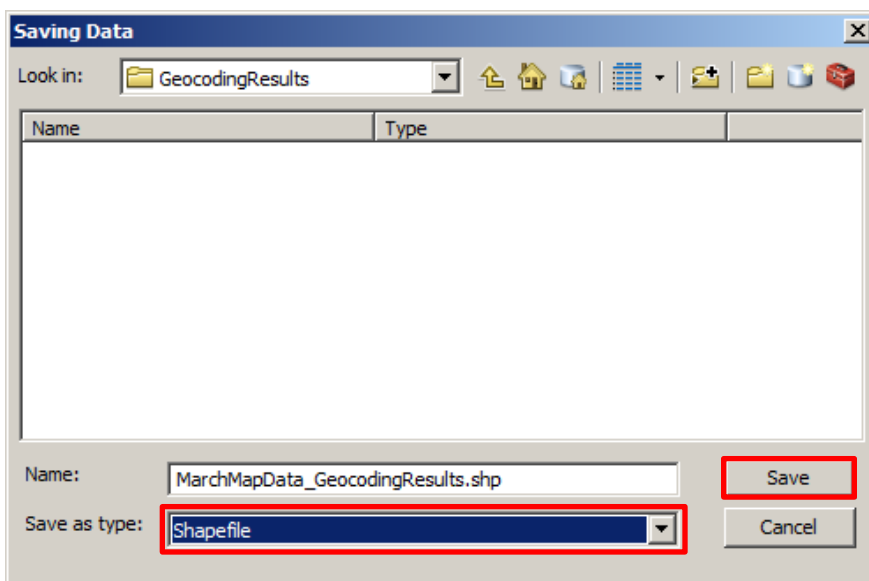 Saving Data
Look in: GeocodingResults
Name Type
Name: MarchMapData_GeocodingResults.shp Save
Save as type: Shapefile Cancel